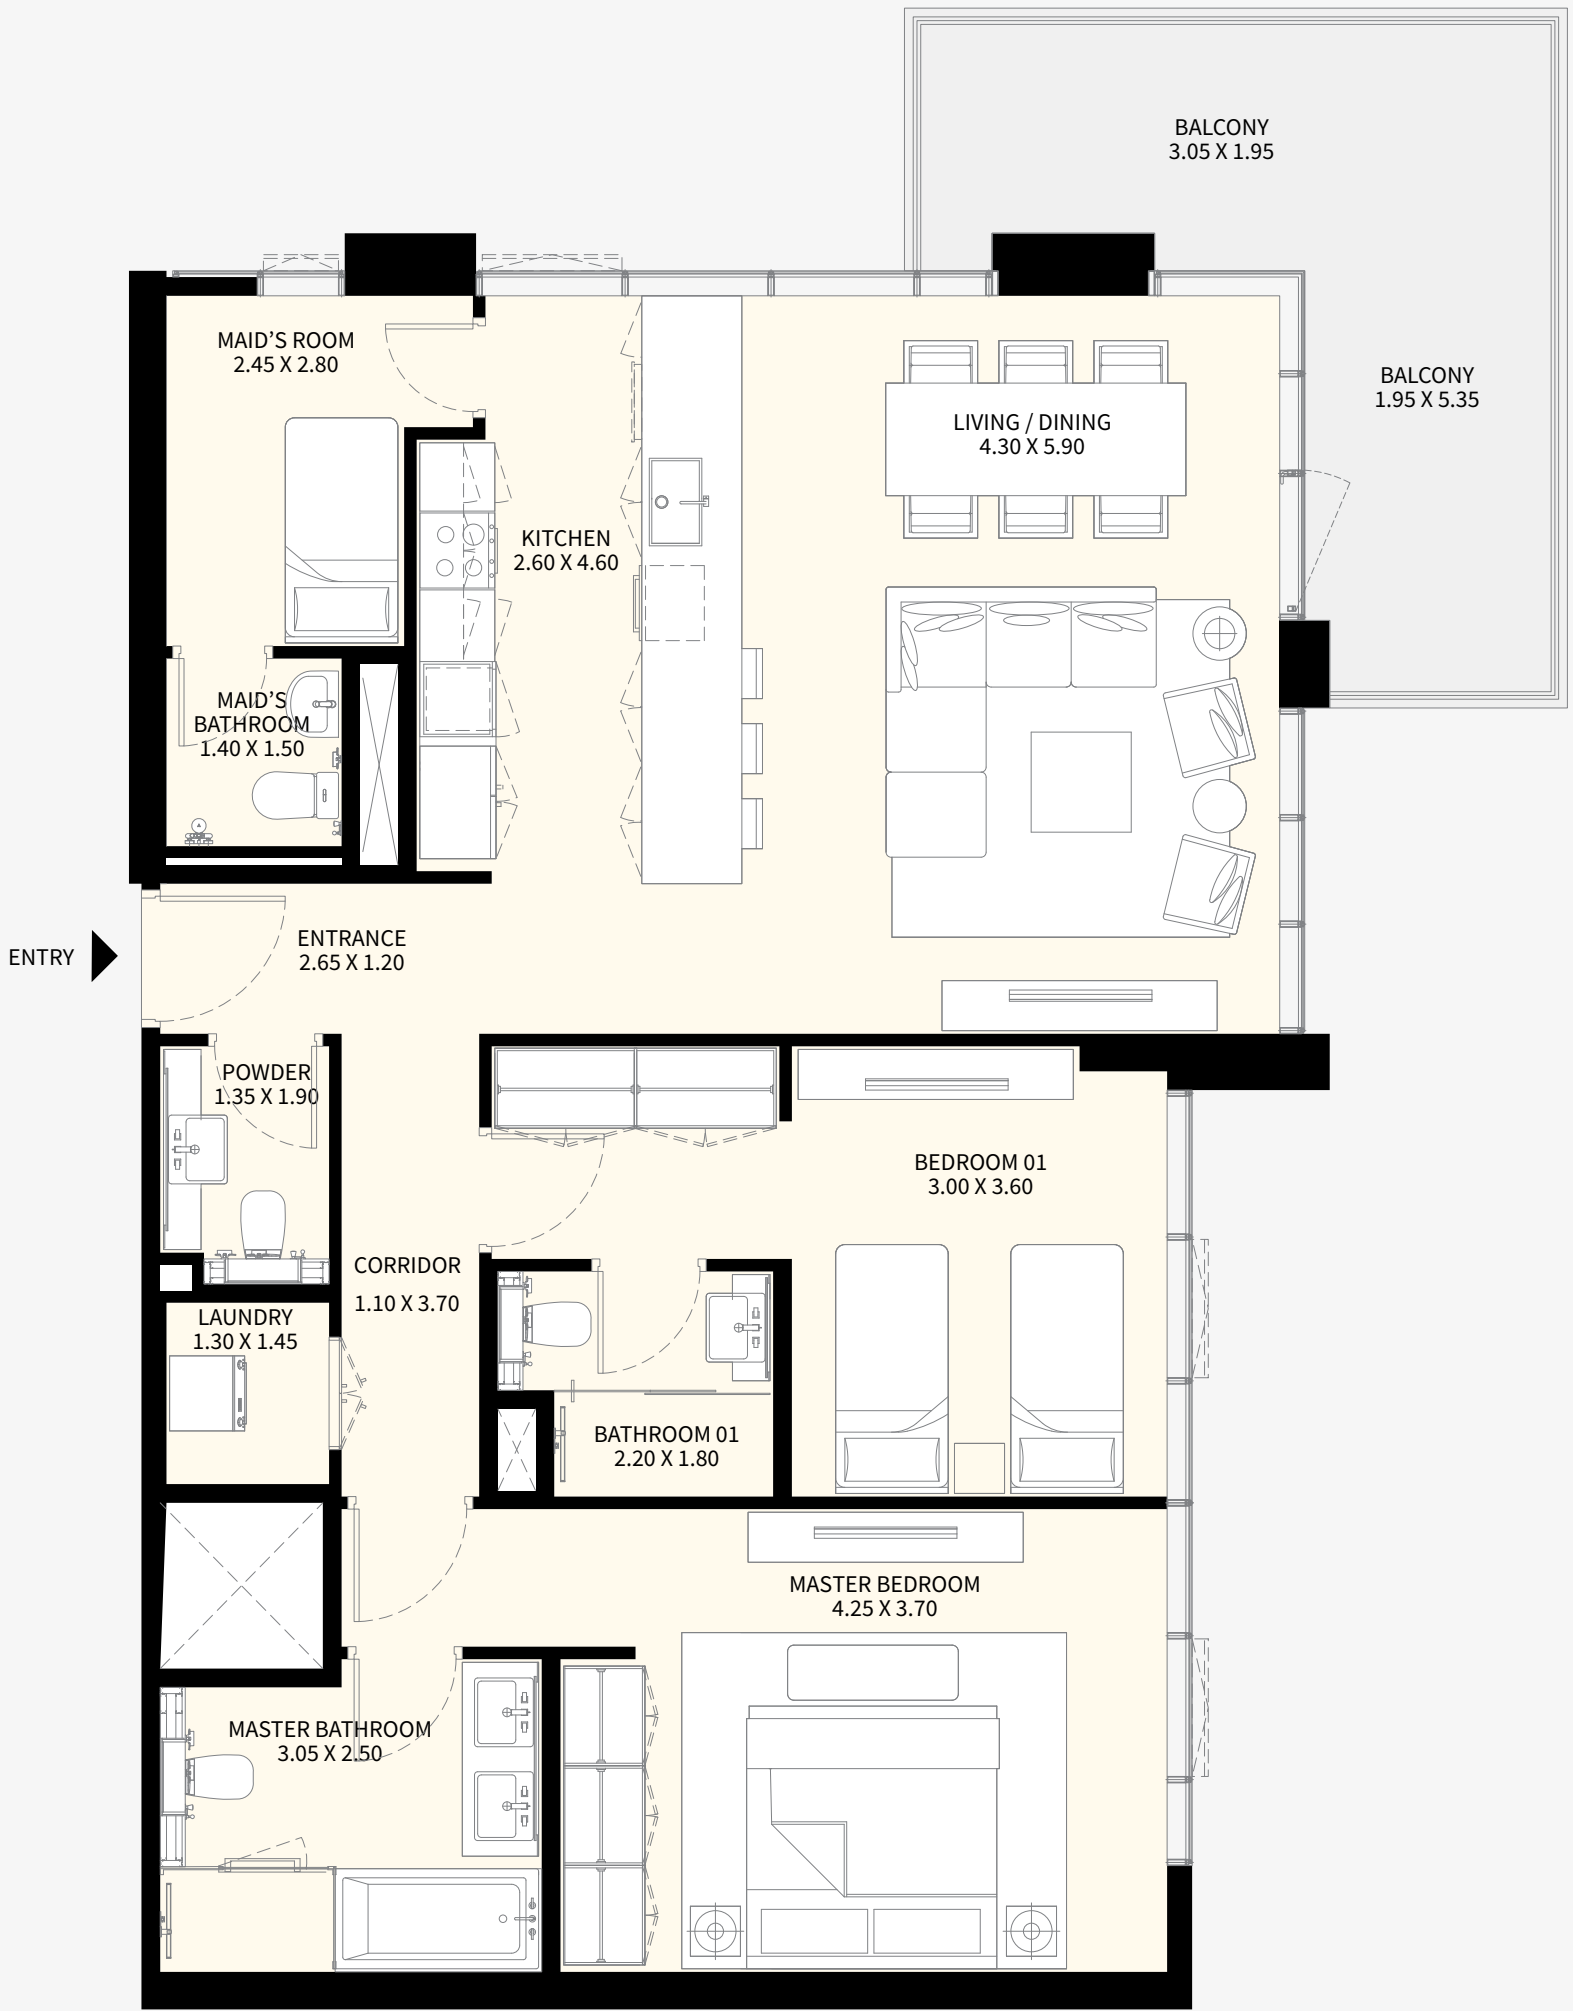 BALCONY
3.05 X 1.95
MAID’S ROOM
2.45 X 2.80
BALCONY
1.95 X 5.35
LIVING / DINING
4.30 X 5.90
KITCHEN
2.60 X 4.60
MAID’S
BATHROOM
1.40 X 1.50
ENTRY
ENTRANCE
2.65 X 1.20
POWDER
1.35 X 1.90
BEDROOM 01
3.00 X 3.60
CORRIDOR
1.10 X 3.70
LAUNDRY
1.30 X 1.45
BATHROOM 01
2.20 X 1.80
MASTER BEDROOM
4.25 X 3.70
MASTER BATHROOM
3.05 X 2.50